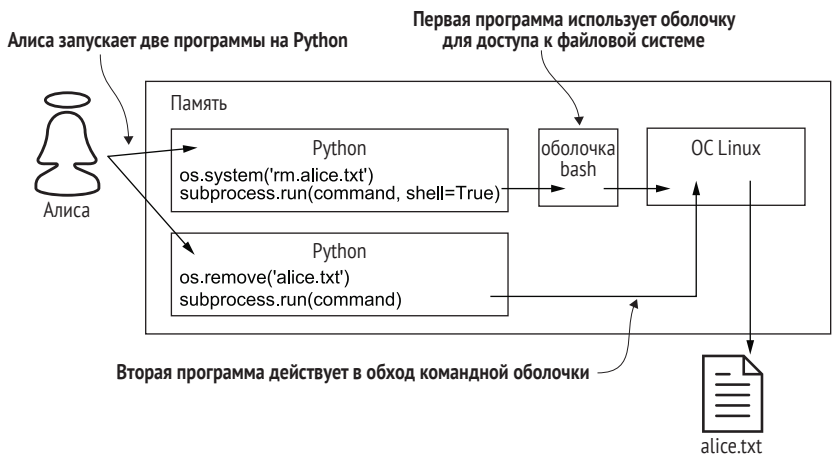 Первая программа использует оболочку
для доступа к файловой системе
Алиса запускает две программы на Python
Память
Python
os.system('rm.alice.txt')
subprocess.run(command, shell=True)
оболочка
bash
ОС Linux
Алиса
Python
os.remove('alice.txt')
subprocess.run(command)
Вторая программа действует в обход командной оболочки
alice.txt